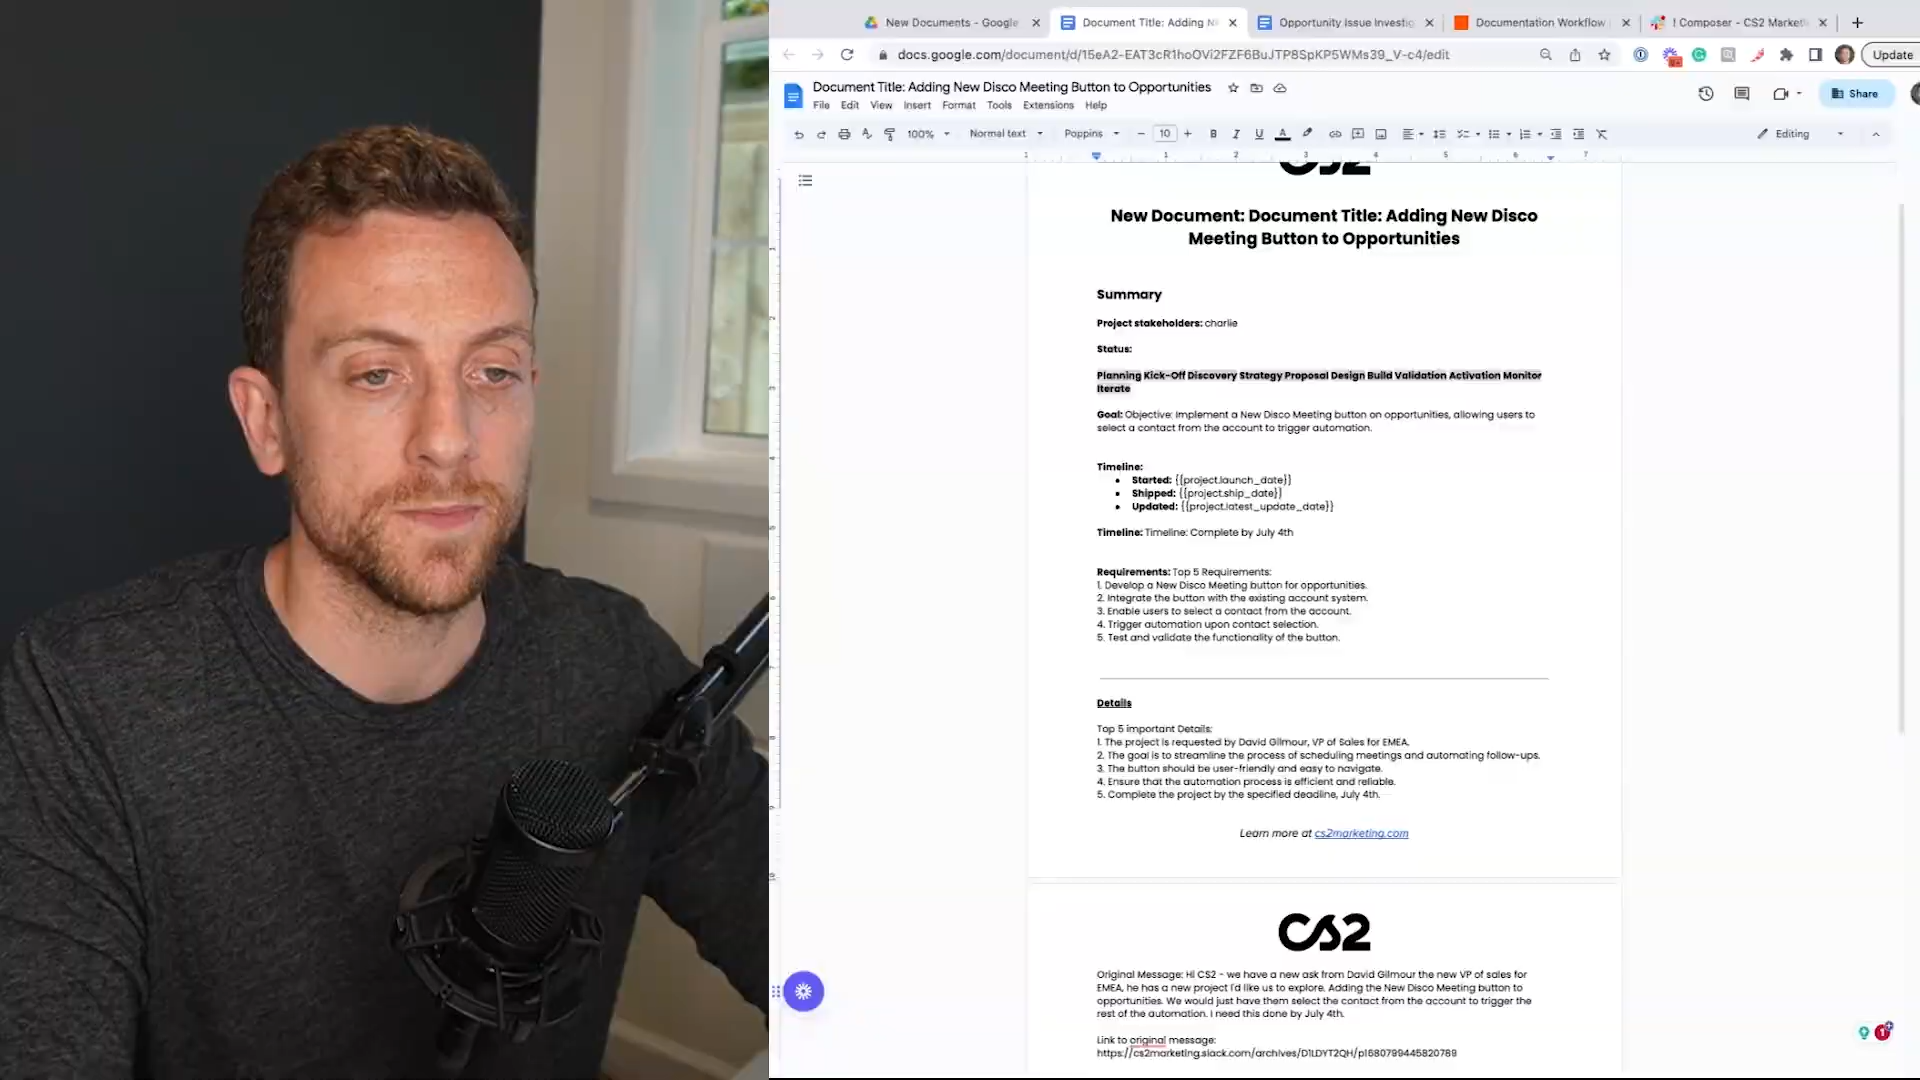 New Documents - Google
Document Title: Adding N
Opportunity Issue Investig
Documentation Workflow
! Composer - CS2 Market
docs.google.com/document/d/15eA2-EAT3cR1hoOVi2FZF6BuJTP8SpKP5WMs39_V-c4/edit
Update
Document Title: Adding New Disco Meeting Button to Opportunities
File Edit View Insert Format Tools Extensions Help
Share
100% Normal text Poppins 10 B I U A Editing
1 1 2 3 4 5 6 7
CS2
New Document: Document Title: Adding New Disco
Meeting Button to Opportunities
Summary
Project stakeholders: charlie
Status:
Planning Kick-Off Discovery Strategy Proposal Design Build Validation Activation Monitor
Iterate
Goal: Objective: Implement a New Disco Meeting button on opportunities, allowing users to
select a contact from the account to trigger automation.
Timeline:
Started: {{project.launch_date}}
Shipped: {{project.ship_date}}
Updated: {{project.latest_update_date}}
Timeline: Timeline: Complete by July 4th
Requirements: Top 5 Requirements:
1. Develop a New Disco Meeting button for opportunities.
2. Integrate the button with the existing account system.
3. Enable users to select a contact from the account.
4. Trigger automation upon contact selection.
5. Test and validate the functionality of the button.
Details
Top 5 important Details:
1. The project is requested by David Gilmour, VP of Sales for EMEA.
2. The goal is to streamline the process of scheduling meetings and automating follow-ups.
3. The button should be user-friendly and easy to navigate.
4. Ensure that the automation process is efficient and reliable.
5. Complete the project by the specified deadline, July 4th.
Learn more at cs2marketing.com
CS2
Original Message: Hi CS2 - we have a new ask from David Gilmour the new VP of sales for
EMEA, he has a new project I'd like us to explore. Adding the New Disco Meeting button to
opportunities. We would just have them select the contact from the account to trigger the
rest of the automation. I need this done by July 4th.
Link to original message:
https://cs2marketing.slack.com/archives/D1LDYT2QH/p1680799445820789